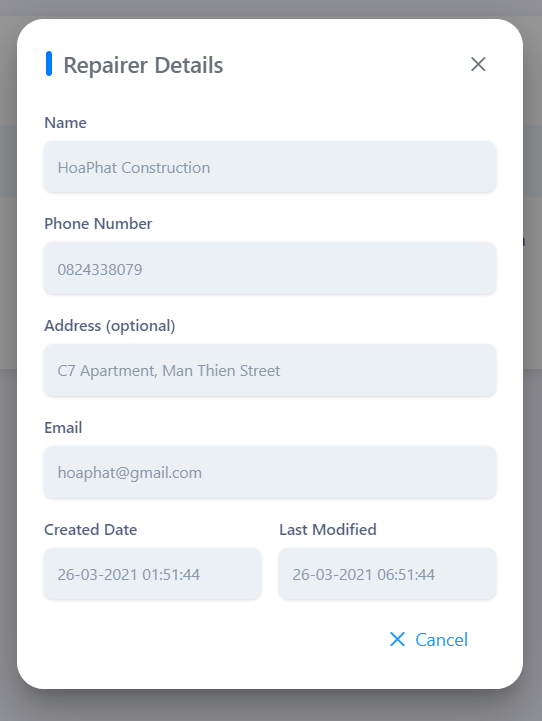 Repairer Details
Name
HoaPhat Construction
Phone Number
0824338079
Address (optional)
C7 Apartment, Man Thien Street
Email
hoaphat@gmail.com
Created Date
26-03-2021 01:51:44
Last Modified
26-03-2021 06:51:44
Cancel